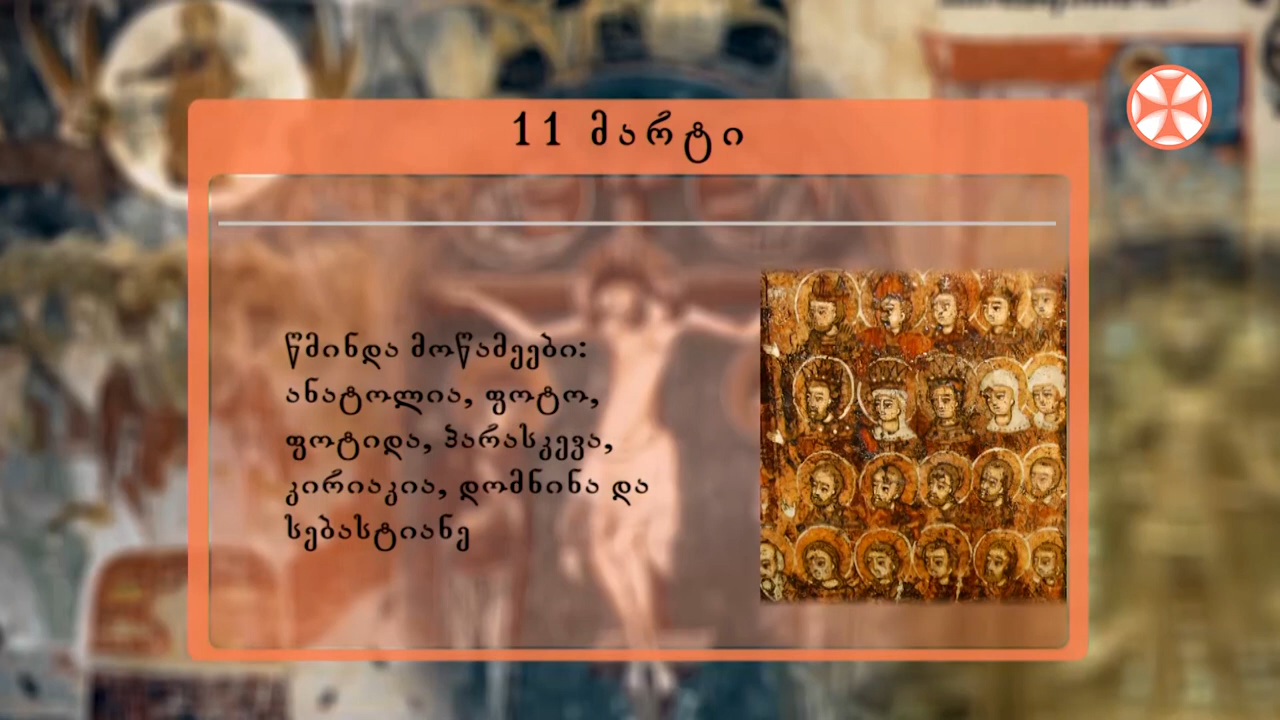 11 მარტი
წმინდა მოწამეები:
ანატოლია, ფოტო,
ფოტიდა, პარასკევა,
კირიაკია, დომნინა და
სებასტიანე